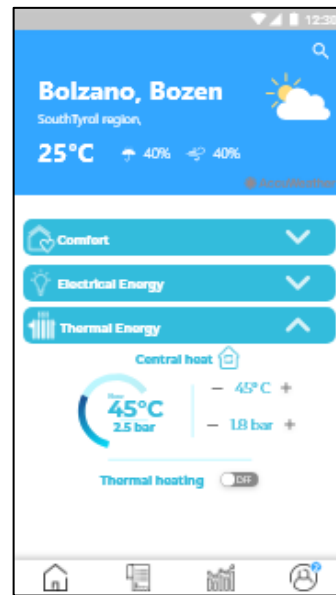 12:30
Bolzano, Bozen
SouthTyrol region,
25°C 40% 40%
AccuWeather
Comfort
Electrical Energy
Thermal Energy
Central heat
45°C
2.5 bar
− 45°C +
− 1.8 bar +
Thermal heating OFF